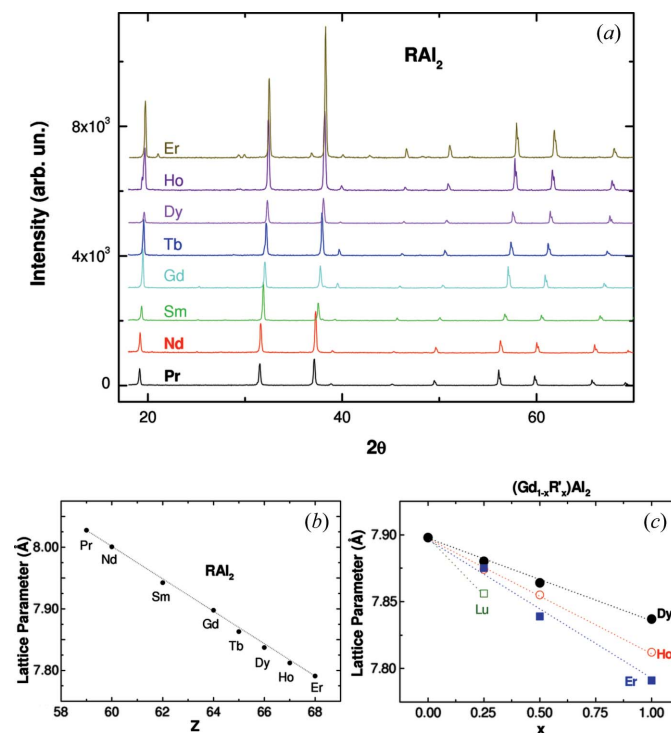 (a)
RAl₂
8x10³
Er
Ho
Dy
Tb
4x10³
Gd
Sm
Nd
Pr
0
20 40 60
2θ
Intensity (arb. un.)
(b)
RAl₂
8.00
7.90
7.80
Pr
Nd
Sm
Gd
Tb
Dy
Ho
Er
58 60 62 64 66 68 70
Z
Lattice Parameter (Å)
(Gd₁₋ₓR'ₓ)Al₂
(c)
7.90
7.85
7.80
Lu
Dy
Ho
Er
0.00 0.25 0.50 0.75 1.00
x
Lattice Parameter (Å)